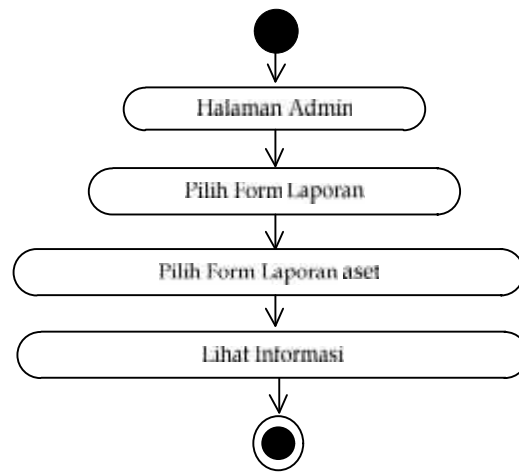 Halaman Admin
Pilih Form Laporan
Pilih Form Laporan aset
Lihat Informasi